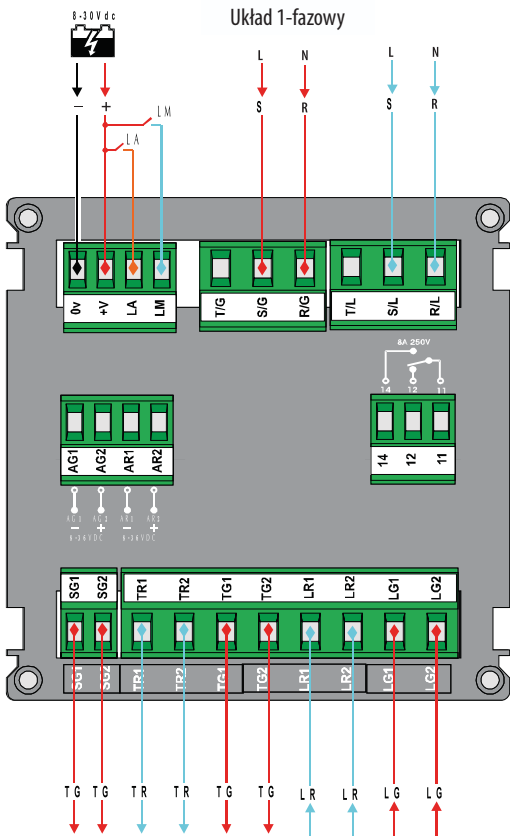 8-30Vdc
Układ 1-fazowy
L N L N
S R S R
− +
LM
LA
0v +V LA LM
T/G S/G R/G
T/L S/L R/L
8A 250V
14 12 11
AG1 AG2 AR1 AR2
14 12 11
− + − +
SG1 SG2 TR1 TR2 TG1 TG2 LR1 LR2 LG1 LG2
SG1 SG2 TR1 TR2 TG1 TG2 LR1 LR2 LG1 LG2
TG TG TR TR TG TG LR LR LG LG